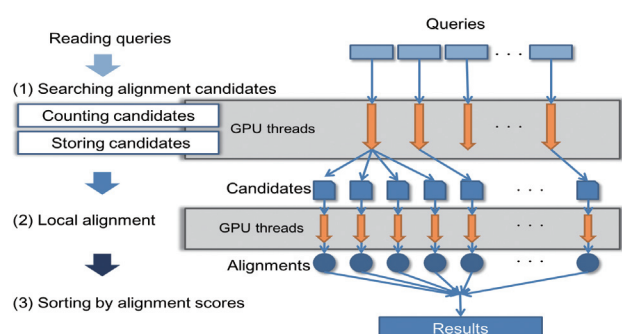 Queries
Reading queries
. . .
(1) Searching alignment candidates
Counting candidates
GPU threads
. . .
Storing candidates
Candidates
. . .
(2) Local alignment
GPU threads
. . .
Alignments
. . .
(3) Sorting by alignment scores
Results